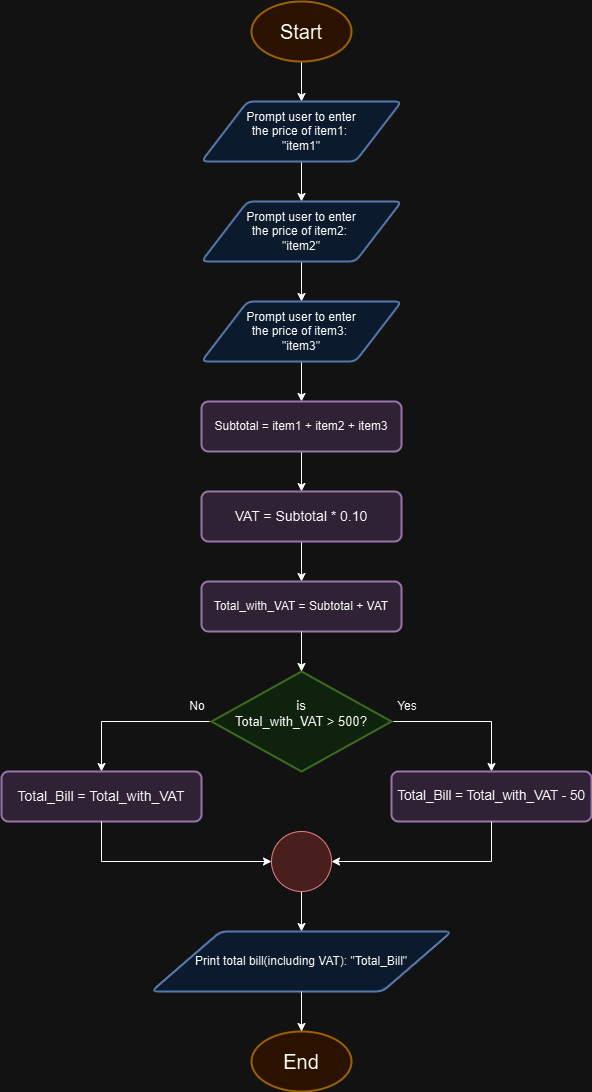 Start
Prompt user to enter
the price of item1:
"item1"
Prompt user to enter
the price of item2:
"item2"
Prompt user to enter
the price of item3:
"item3"
Subtotal = item1 + item2 + item3
VAT = Subtotal * 0.10
Total_with_VAT = Subtotal + VAT
is
Total_with_VAT > 500?
No
Yes
Total_Bill = Total_with_VAT
Total_Bill = Total_with_VAT - 50
Print total bill(including VAT): "Total_Bill"
End